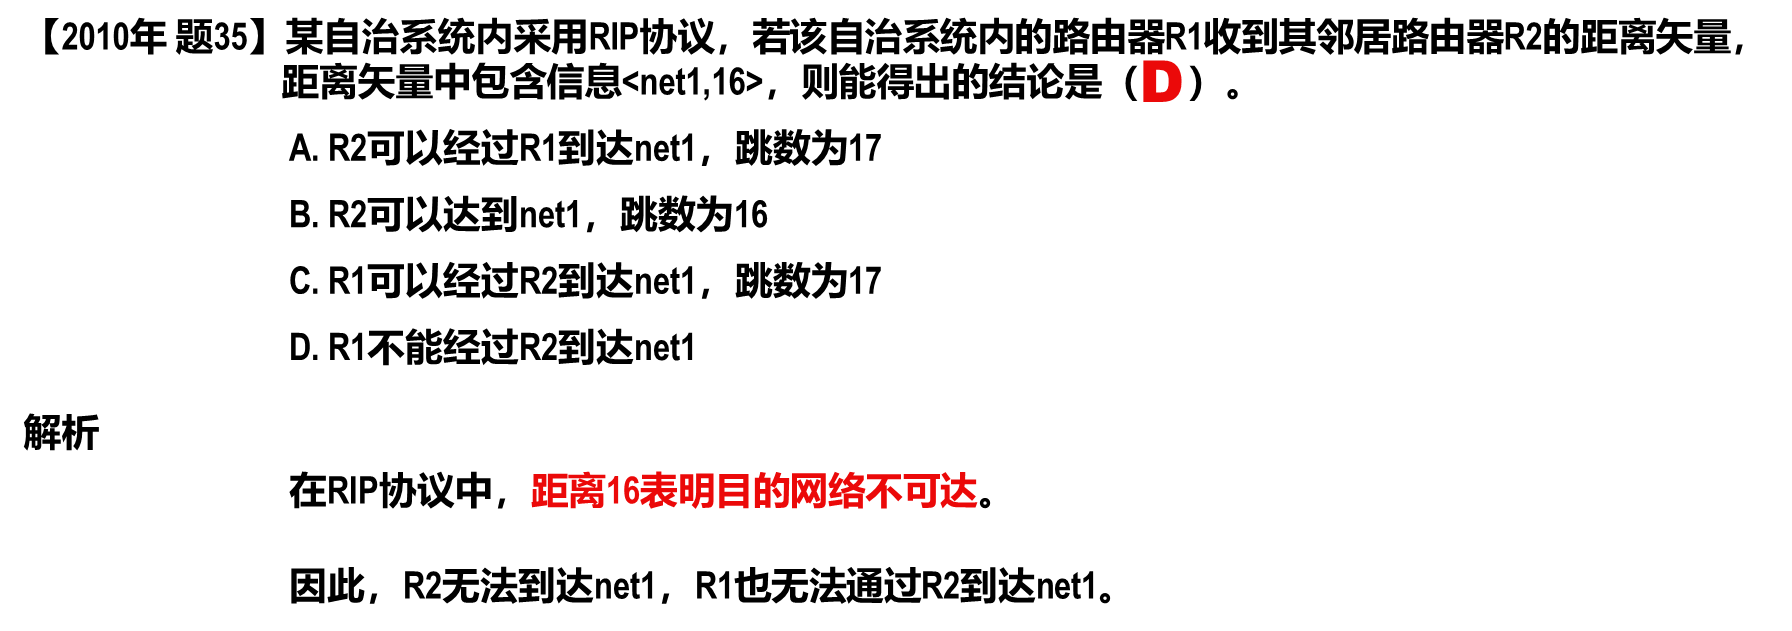 【2010年 题35】某自治系统内采用RIP协议，若该自治系统内的路由器R1收到其邻居路由器R2的距离矢量，
距离矢量中包含信息<net1,16>，则能得出的结论是（D）。
A. R2可以经过R1到达net1，跳数为17
B. R2可以达到net1，跳数为16
C. R1可以经过R2到达net1，跳数为17
D. R1不能经过R2到达net1
解析
在RIP协议中，距离16表明目的网络不可达。
因此，R2无法到达net1，R1也无法通过R2到达net1。